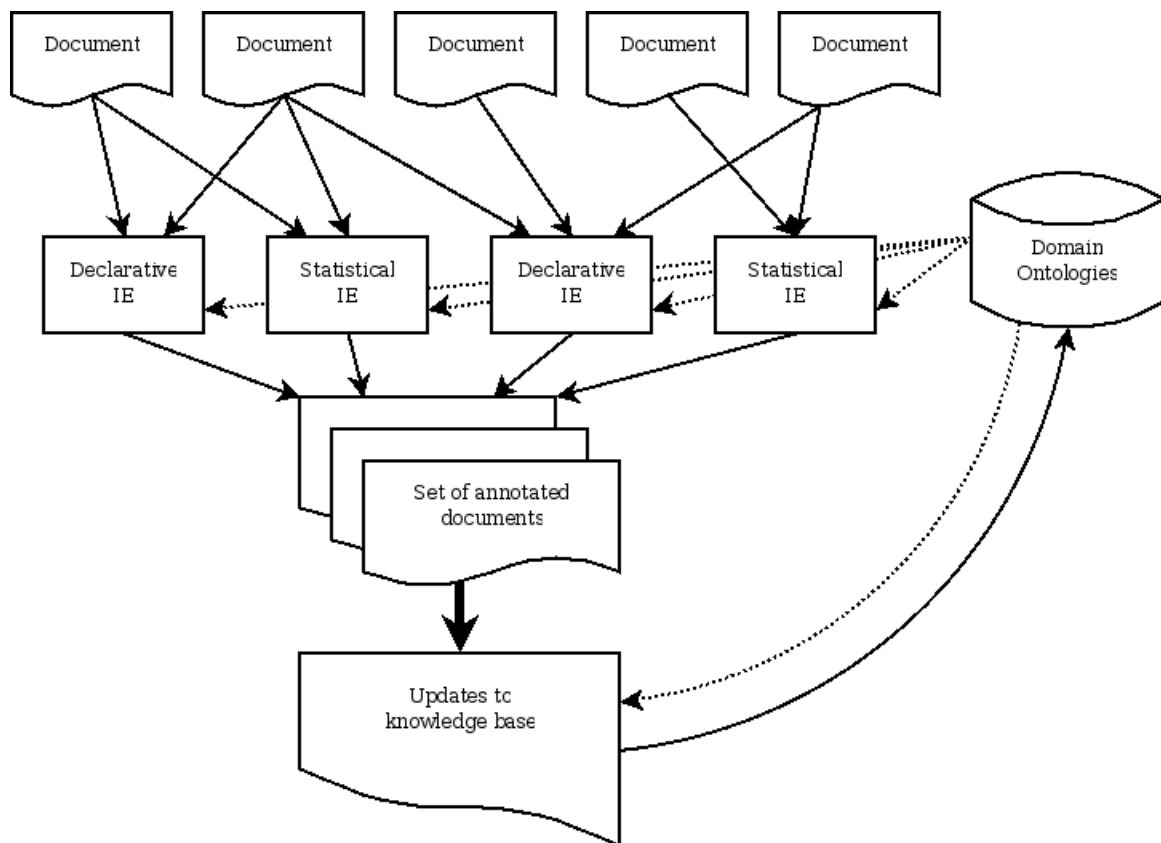 Document
Document
Document
Document
Document
Declarative
IE
Statistical
IE
Declarative
IE
Statistical
IE
Domain
Ontologies
Set of annotated
documents
Updates to
knowledge base